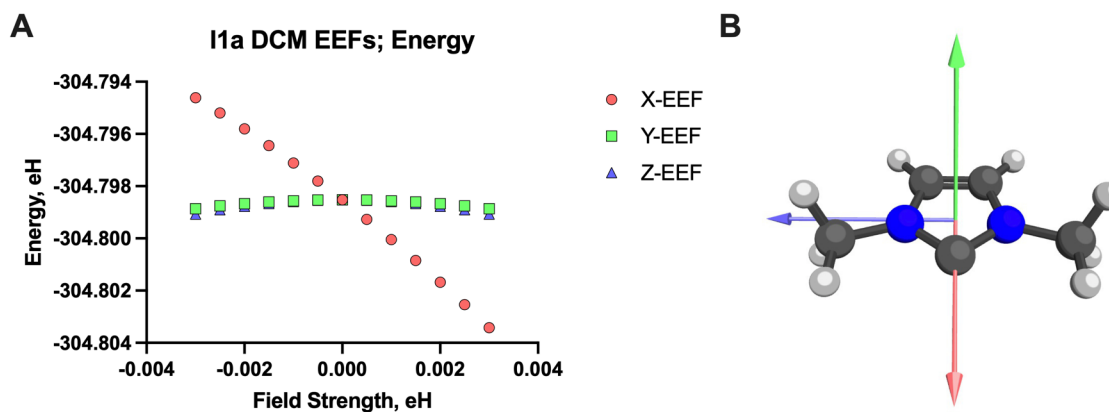 A
I1a DCM EEFs; Energy
-304.794
-304.796
-304.798
-304.800
-304.802
-304.804
Energy, eH
-0.004
-0.002
0.000
0.002
0.004
Field Strength, eH
X-EEF
Y-EEF
Z-EEF
B